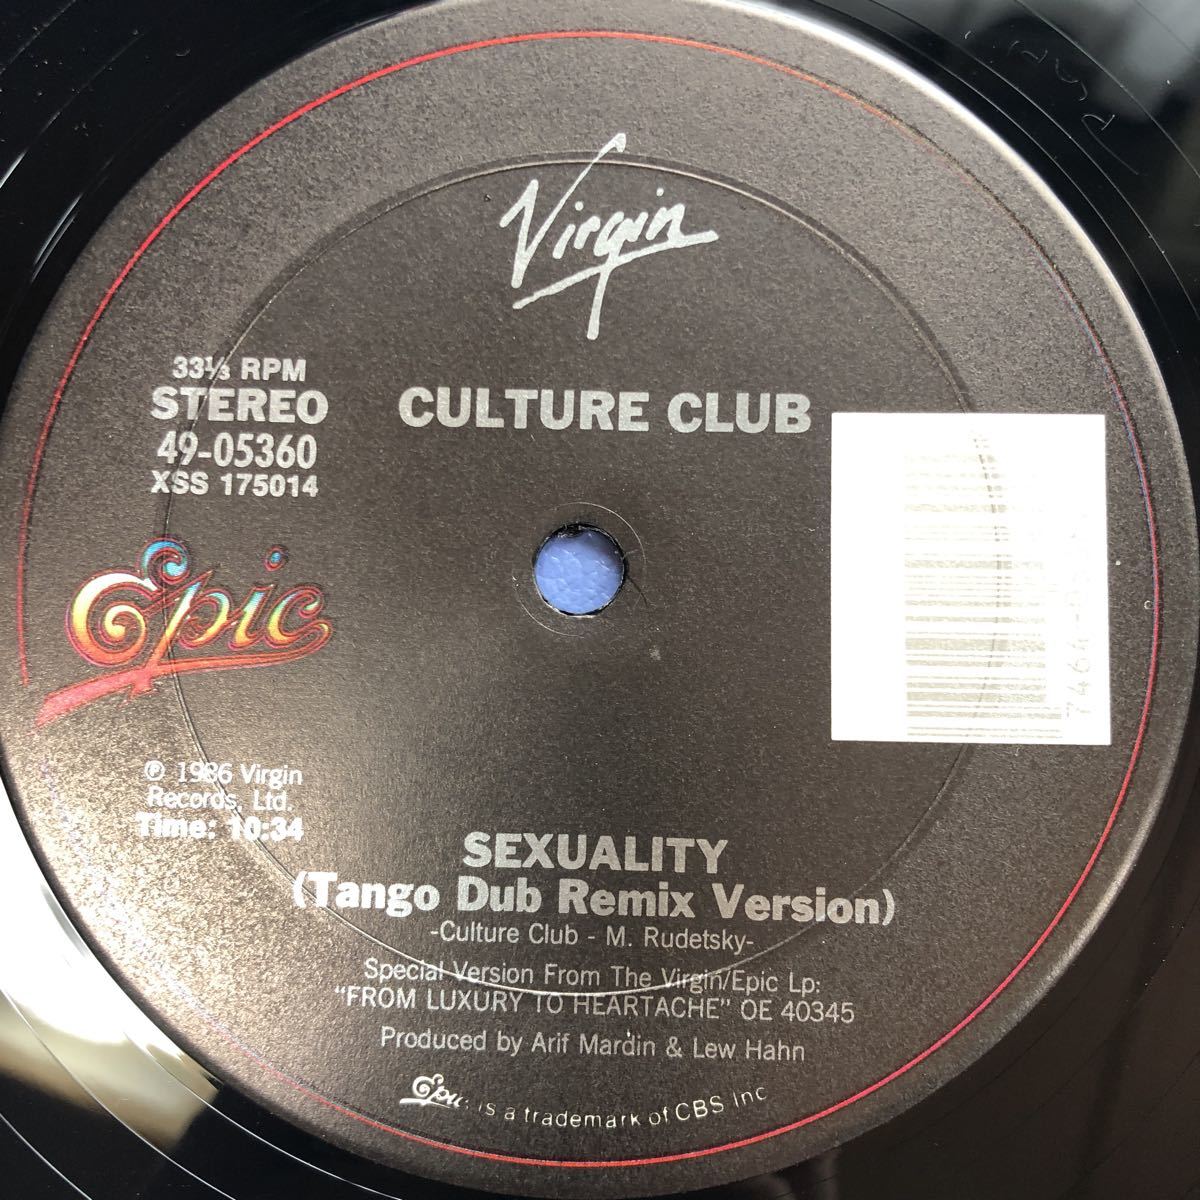 Virgin
33⅓ RPM
STEREO
49-05360
XSS 175014
CULTURE CLUB
Epic
℗ 1986 Virgin
Records, Ltd.
Time: 10:34
SEXUALITY
(Tango Dub Remix Version)
-Culture Club - M. Rudetsky-
Special Version From The Virgin/Epic Lp:
"FROM LUXURY TO HEARTACHE" OE 40345
Produced by Arif Mardin & Lew Hahn
Epic is a trademark of CBS Inc